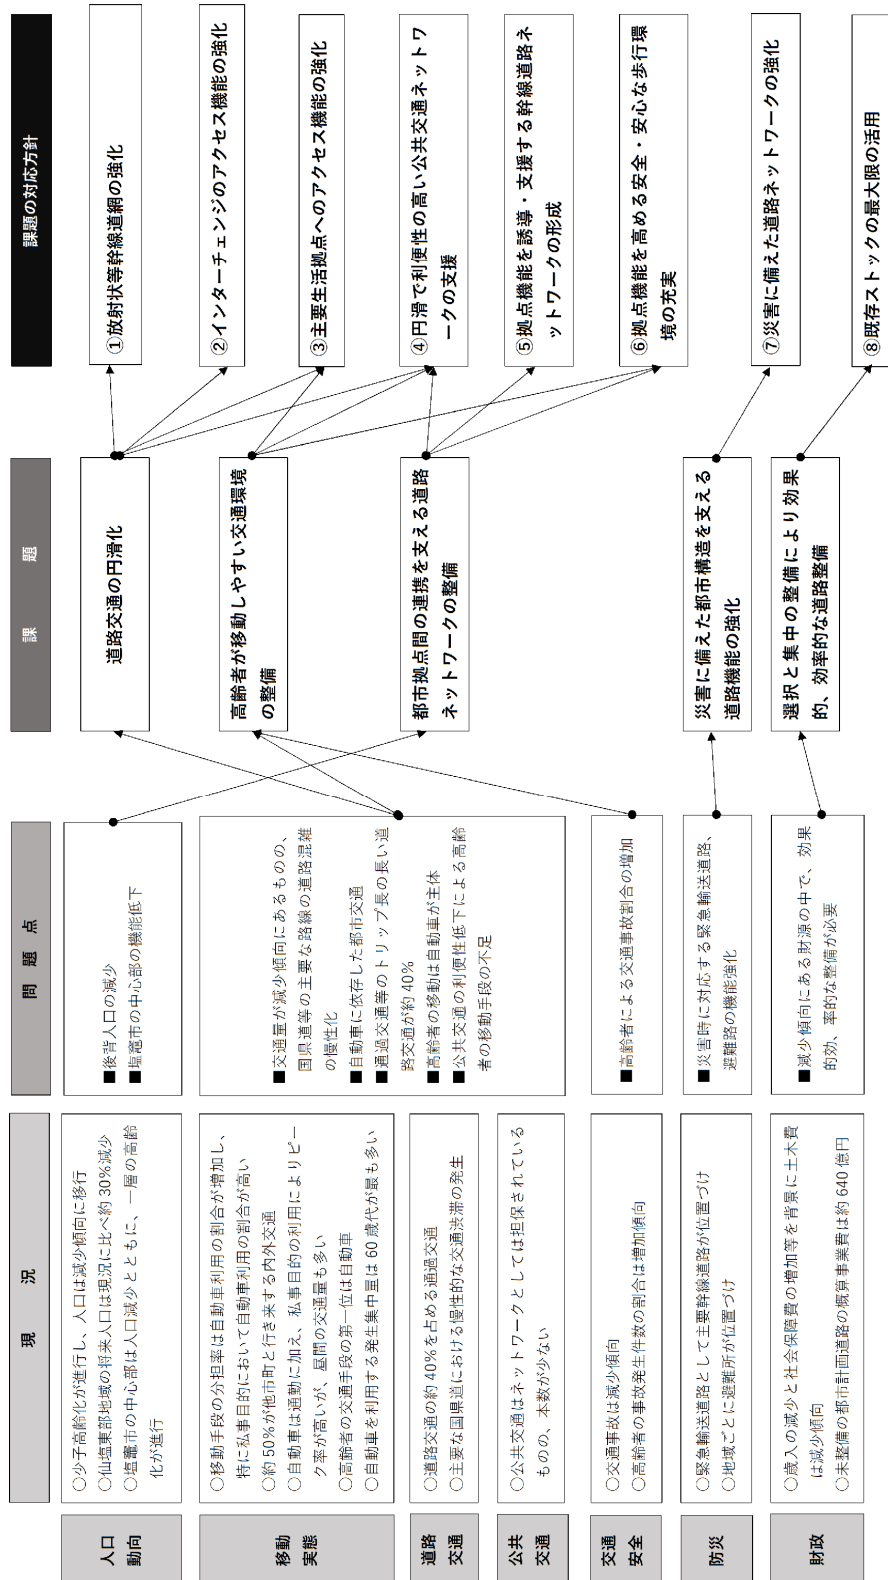 現　況
問　題　点
課　題
課題の対応方針
人口
動向
○少子高齢化が進行し、人口は減少傾向に移行
○仙塩東部地域の将来人口は現況に比べ約30%減少
○塩竈市の中心部は人口減少とともに、一層の高齢
化が進行
■後背人口の減少
■塩竈市の中心部の機能低下
移動
実態
○移動手段の分担率は自動車利用の割合が増加し、
特に私事目的において自動車利用の割合が高い
○約50%が他市町と行き来する内外交通
○自動車は通勤に加え、私事目的の利用によりピー
ク率が高いが、昼間の交通量も多い
○高齢者の交通手段の第一位は自動車
○自動車を利用する発生集中量は60歳代が最も多い
道路
交通
○道路交通の約40%を占める通過交通
○主要な国県道における慢性的な交通渋滞の発生
公共
交通
○公共交通はネットワークとしては担保されている
ものの、本数が少ない
■交通量が減少傾向にあるものの、
国県道等の主要な路線の道路混雑
の慢性化
■自動車に依存した都市交通
■通過交通等のトリップ長の長い道
路交通が約40%
■高齢者の移動は自動車が主体
■公共交通の利便性低下による高齢
者の移動手段の不足
交通
安全
○交通事故は減少傾向
○高齢者の事故発生件数の割合は増加傾向
■高齢者による交通事故割合の増加
防災
○緊急輸送道路として主要幹線道路が位置づけ
○地域ごとに避難所が位置づけ
■災害時に対応する緊急輸送道路、
避難路の機能強化
財政
○歳入の減少と社会保障費の増加等を背景に土木費
は減少傾向
○未整備の都市計画道路の概算事業費は約640億円
■減少傾向にある財源の中で、効果
的効、率的な整備が必要
道路交通の円滑化
高齢者が移動しやすい交通環境
の整備
都市拠点間の連携を支える道路
ネットワークの整備
災害に備えた都市構造を支える
道路機能の強化
選択と集中の整備により効果
的、効率的な道路整備
①放射状等幹線道網の強化
②インターチェンジのアクセス機能の強化
③主要生活拠点へのアクセス機能の強化
④円滑で利便性の高い公共交通ネットワ
ークの支援
⑤拠点機能を誘導・支援する幹線道路ネ
ットワークの形成
⑥拠点機能を高める安全・安心な歩行環
境の充実
⑦災害に備えた道路ネットワークの強化
⑧既存ストックの最大限の活用